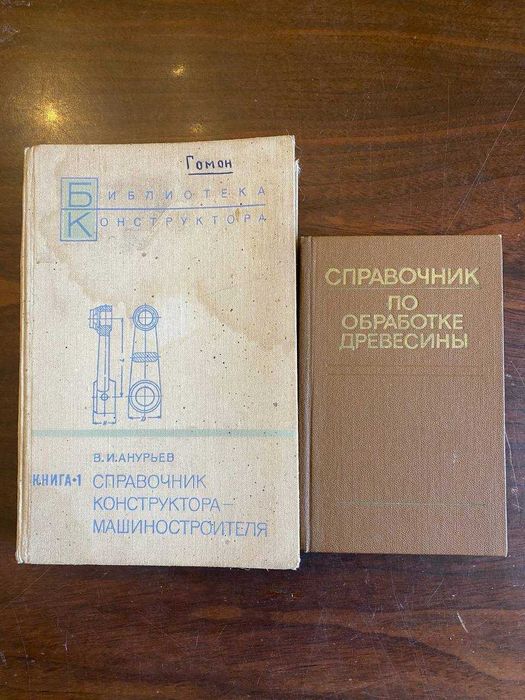 Гомон
БИБЛИОТЕКА
КОНСТРУКТОРА
В.И.АНУРЬЕВ
КНИГА·1 СПРАВОЧНИК
КОНСТРУКТОРА–
МАШИНОСТРОИТЕЛЯ
СПРАВОЧНИК
ПО
ОБРАБОТКЕ
ДРЕВЕСИНЫ